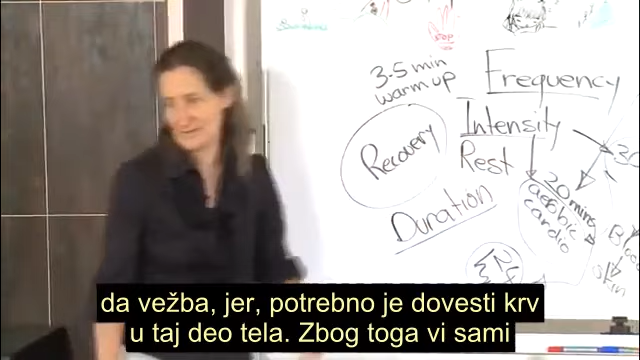 3-5 min
warm up
Frequency
Intensity
Recovery
Rest
Duration
20 mins
aerobic
cardio
da vežba, jer, potrebno je dovesti krv
u taj deo tela. Zbog toga vi sami